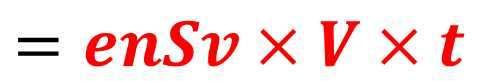 = enSv × V × t